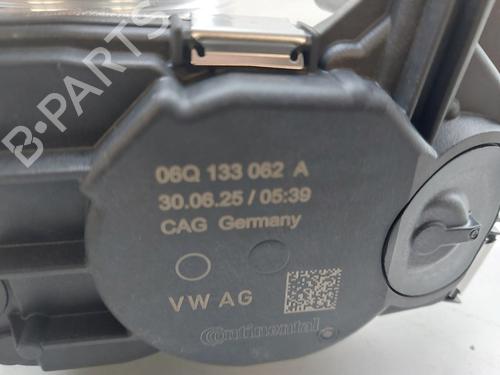 B-PARTS
06Q 133 062 A
30.06.25 / 05:39
CAG Germany
VW AG
Continental